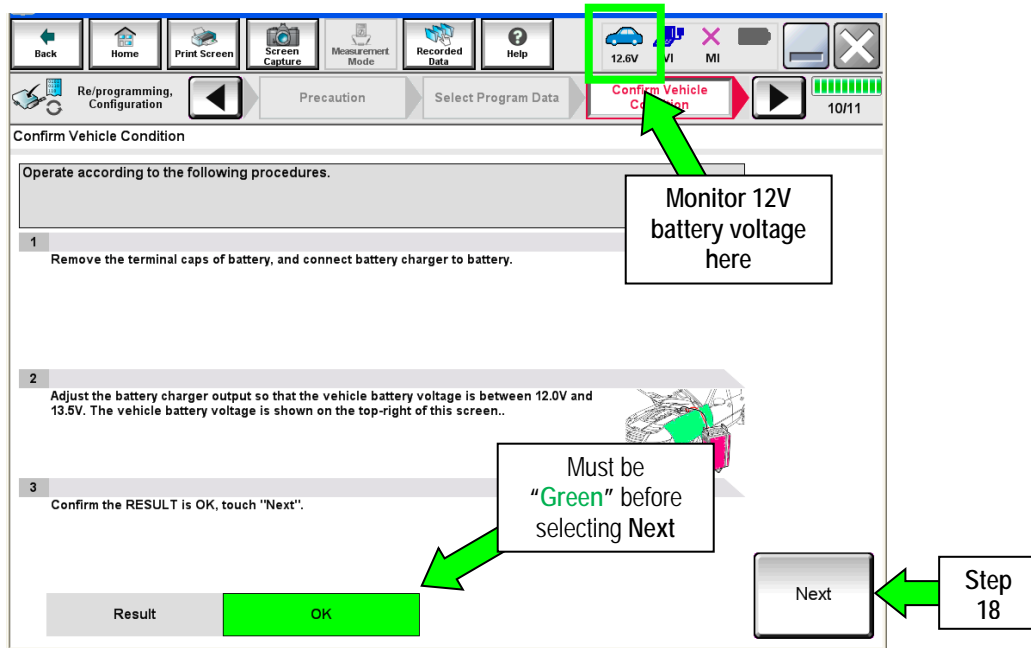 Back
Home
Print Screen
Screen
Capture
Measurement
Mode
Recorded
Data
Help
12.6V
VI
MI
Re/programming,
Configuration
Precaution
Select Program Data
Confirm Vehicle
10/11
Confirm Vehicle Condition
Operate according to the following procedures.
Monitor 12V
battery voltage
here
1
Remove the terminal caps of battery, and connect battery charger to battery.
2
Adjust the battery charger output so that the vehicle battery voltage is between 12.0V and
13.5V. The vehicle battery voltage is shown on the top-right of this screen..
Must be
“Green” before
selecting Next
3
Confirm the RESULT is OK, touch "Next".
Next
Step
18
Result
OK